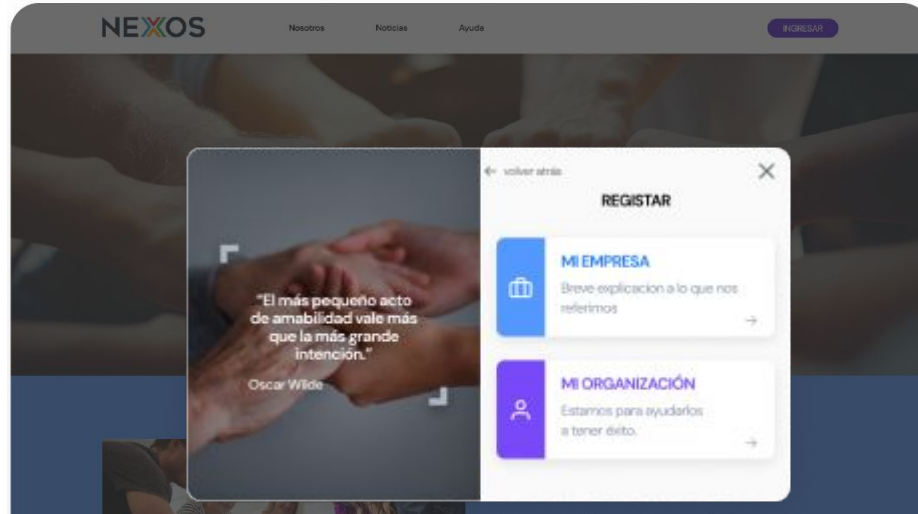 NEXOS
Nosotros Noticias Ayuda INGRESAR
← volver atrás
REGISTAR
"El más pequeño acto
de amabilidad vale más
que la más grande
intención."
Oscar Wilde
MI EMPRESA
Breve explicacion a lo que nos
referimos
→
MI ORGANIZACIÓN
Estamos para ayudarlos
a tener éxito.
→